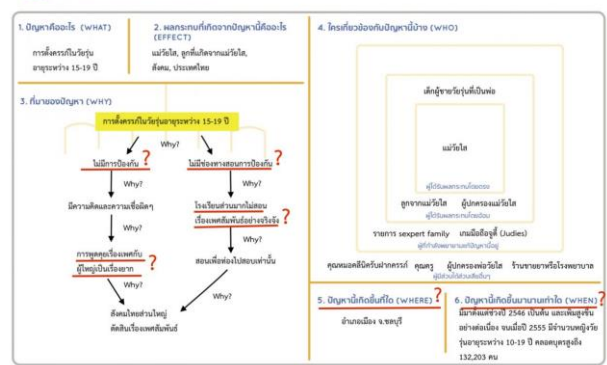 1. ปัญหาคืออะไร (WHAT)
การตั้งครรภ์ในวัยรุ่น
อายุระหว่าง 15-19 ปี
2. ผลกระทบที่เกิดจากปัญหานี้คืออะไร
(EFFECT)
แม่วัยใส, ลูกที่เกิดจากแม่วัยใส,
สังคม, ประเทศไทย
3. ที่มาของปัญหา (WHY)
การตั้งครรภ์ในวัยรุ่นอายุระหว่าง 15-19 ปี
Why?
ไม่มีการป้องกัน ?
ไม่มีช่องทางสอนการป้องกัน ?
Why?
Why?
มีความคิดและความเชื่อผิดๆ
โรงเรียนส่วนมากไม่สอน
เรื่องเพศสัมพันธ์อย่างจริงจัง ?
Why?
Why?
การพูดคุยเรื่องเพศกับ
ผู้ใหญ่เป็นเรื่องยาก ?
สอนเพื่อท่องไปสอบเท่านั้น
Why?
Why?
สังคมไทยส่วนใหญ่
ตัดสินเรื่องเพศสัมพันธ์
4. ใครเกี่ยวข้องกับปัญหานี้บ้าง (WHO)
เด็กผู้ชายวัยรุ่นที่เป็นพ่อ
แม่วัยใส
ผู้ได้รับผลกระทบโดยตรง
ลูกจากแม่วัยใส ผู้ปกครองแม่วัยใส
ผู้ได้รับผลกระทบโดยอ้อม
รายการ sexpert family เกมมือถือจูดี้ (Judies)
ผู้ที่กำลังพยายามแก้ปัญหานี้อยู่
คุณหมอคลินิครับฝากครรภ์ คุณครู ผู้ปกครองพ่อวัยใส ร้านขายยาหรือโรงพยาบาล
ผู้มีส่วนได้ส่วนเสียอื่นๆ
5. ปัญหานี้เกิดขึ้นที่ใด (WHERE) ?
อำเภอเมือง จ.ชลบุรี
6. ปัญหานี้เกิดขึ้นมานานเท่าใด (WHEN) ?
มีมาตั้งแต่ช่วงปี 2546 เป็นต้น และเพิ่มสูงขึ้น
อย่างต่อเนื่อง จนเมื่อปี 2555 มีจำนวนหญิงวัย
รุ่นอายุระหว่าง 10-19 ปี คลอดบุตรสูงถึง
132,203 คน